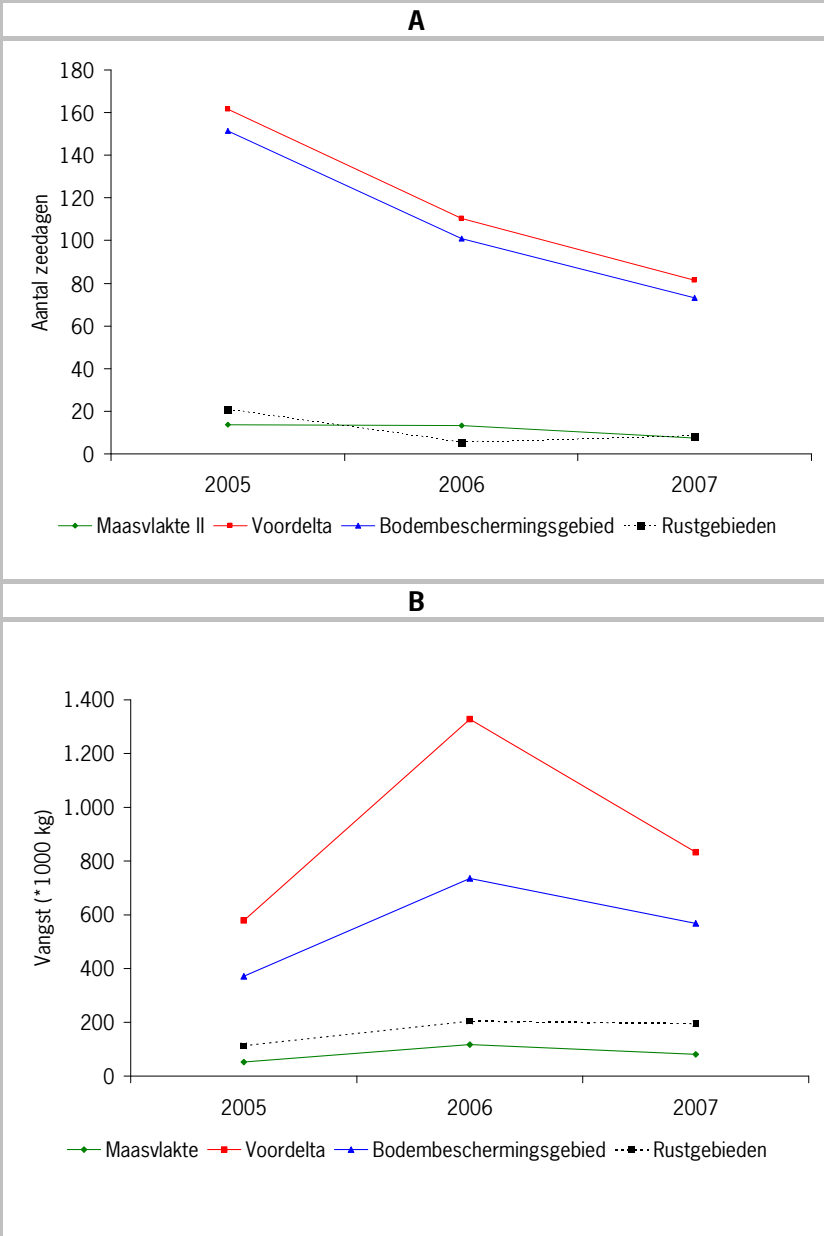 A
180
160
140
120
100
80
60
40
20
0
Aantal zeedagen
2005 2006 2007
Maasvlakte II Voordelta Bodembeschermingsgebied Rustgebieden
B
1.400
1.200
1.000
800
600
400
200
0
Vangst (*1000 kg)
2005 2006 2007
Maasvlakte Voordelta Bodembeschermingsgebied Rustgebieden